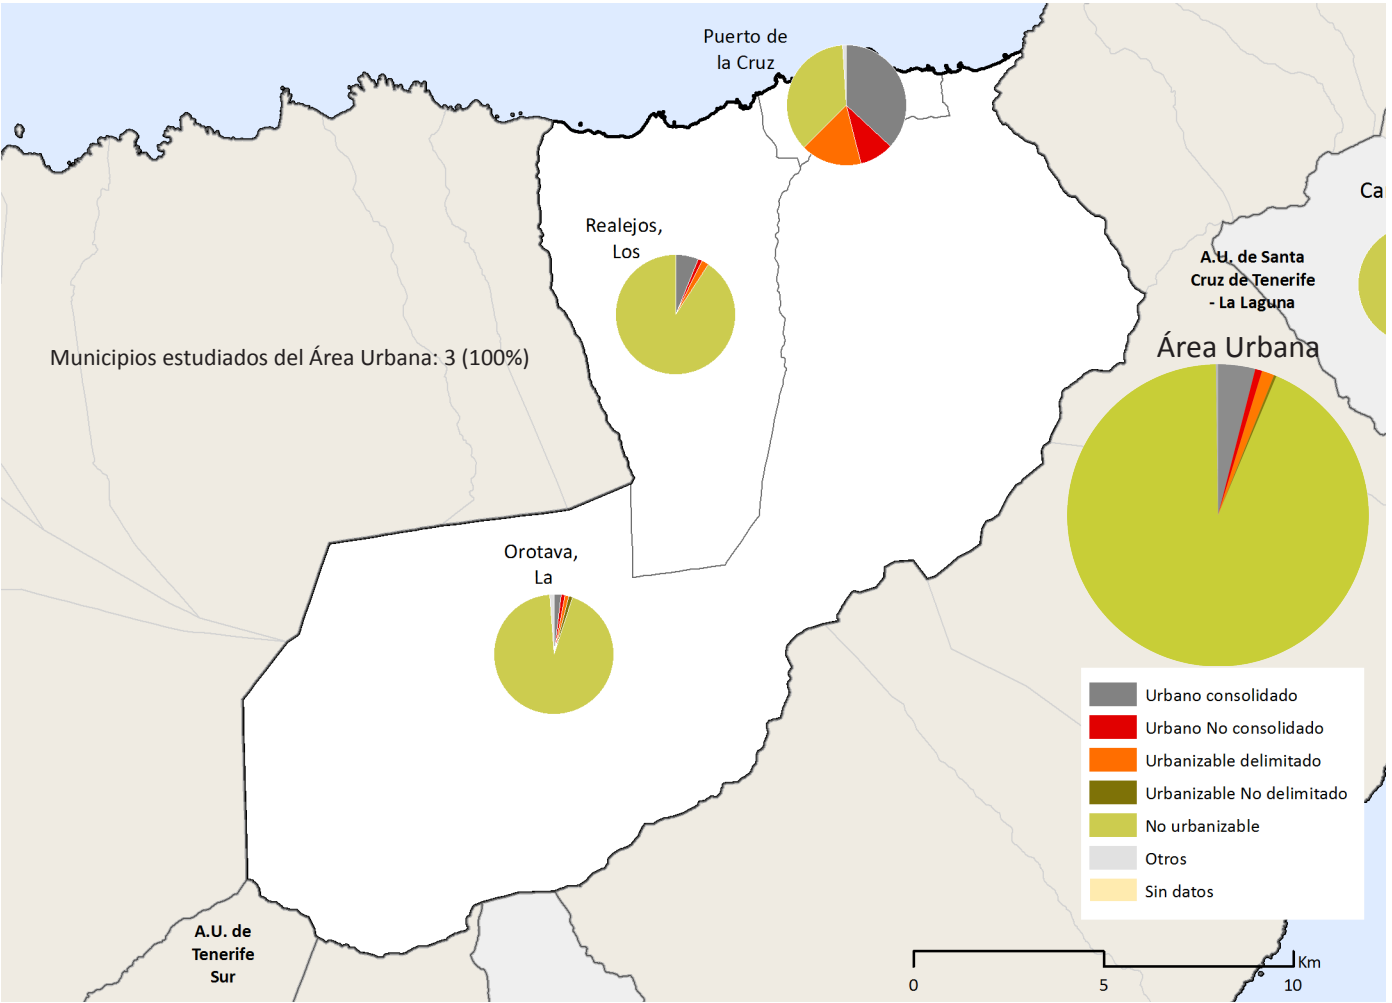 Puerto de
la Cruz
Ca
Realejos,
Los
A.U. de Santa
Cruz de Tenerife
- La Laguna
Área Urbana
Municipios estudiados del Área Urbana: 3 (100%)
Orotava,
La
Urbano consolidado
Urbano No consolidado
Urbanizable delimitado
Urbanizable No delimitado
No urbanizable
Otros
Sin datos
A.U. de
Tenerife
Sur
Km
0 5 10